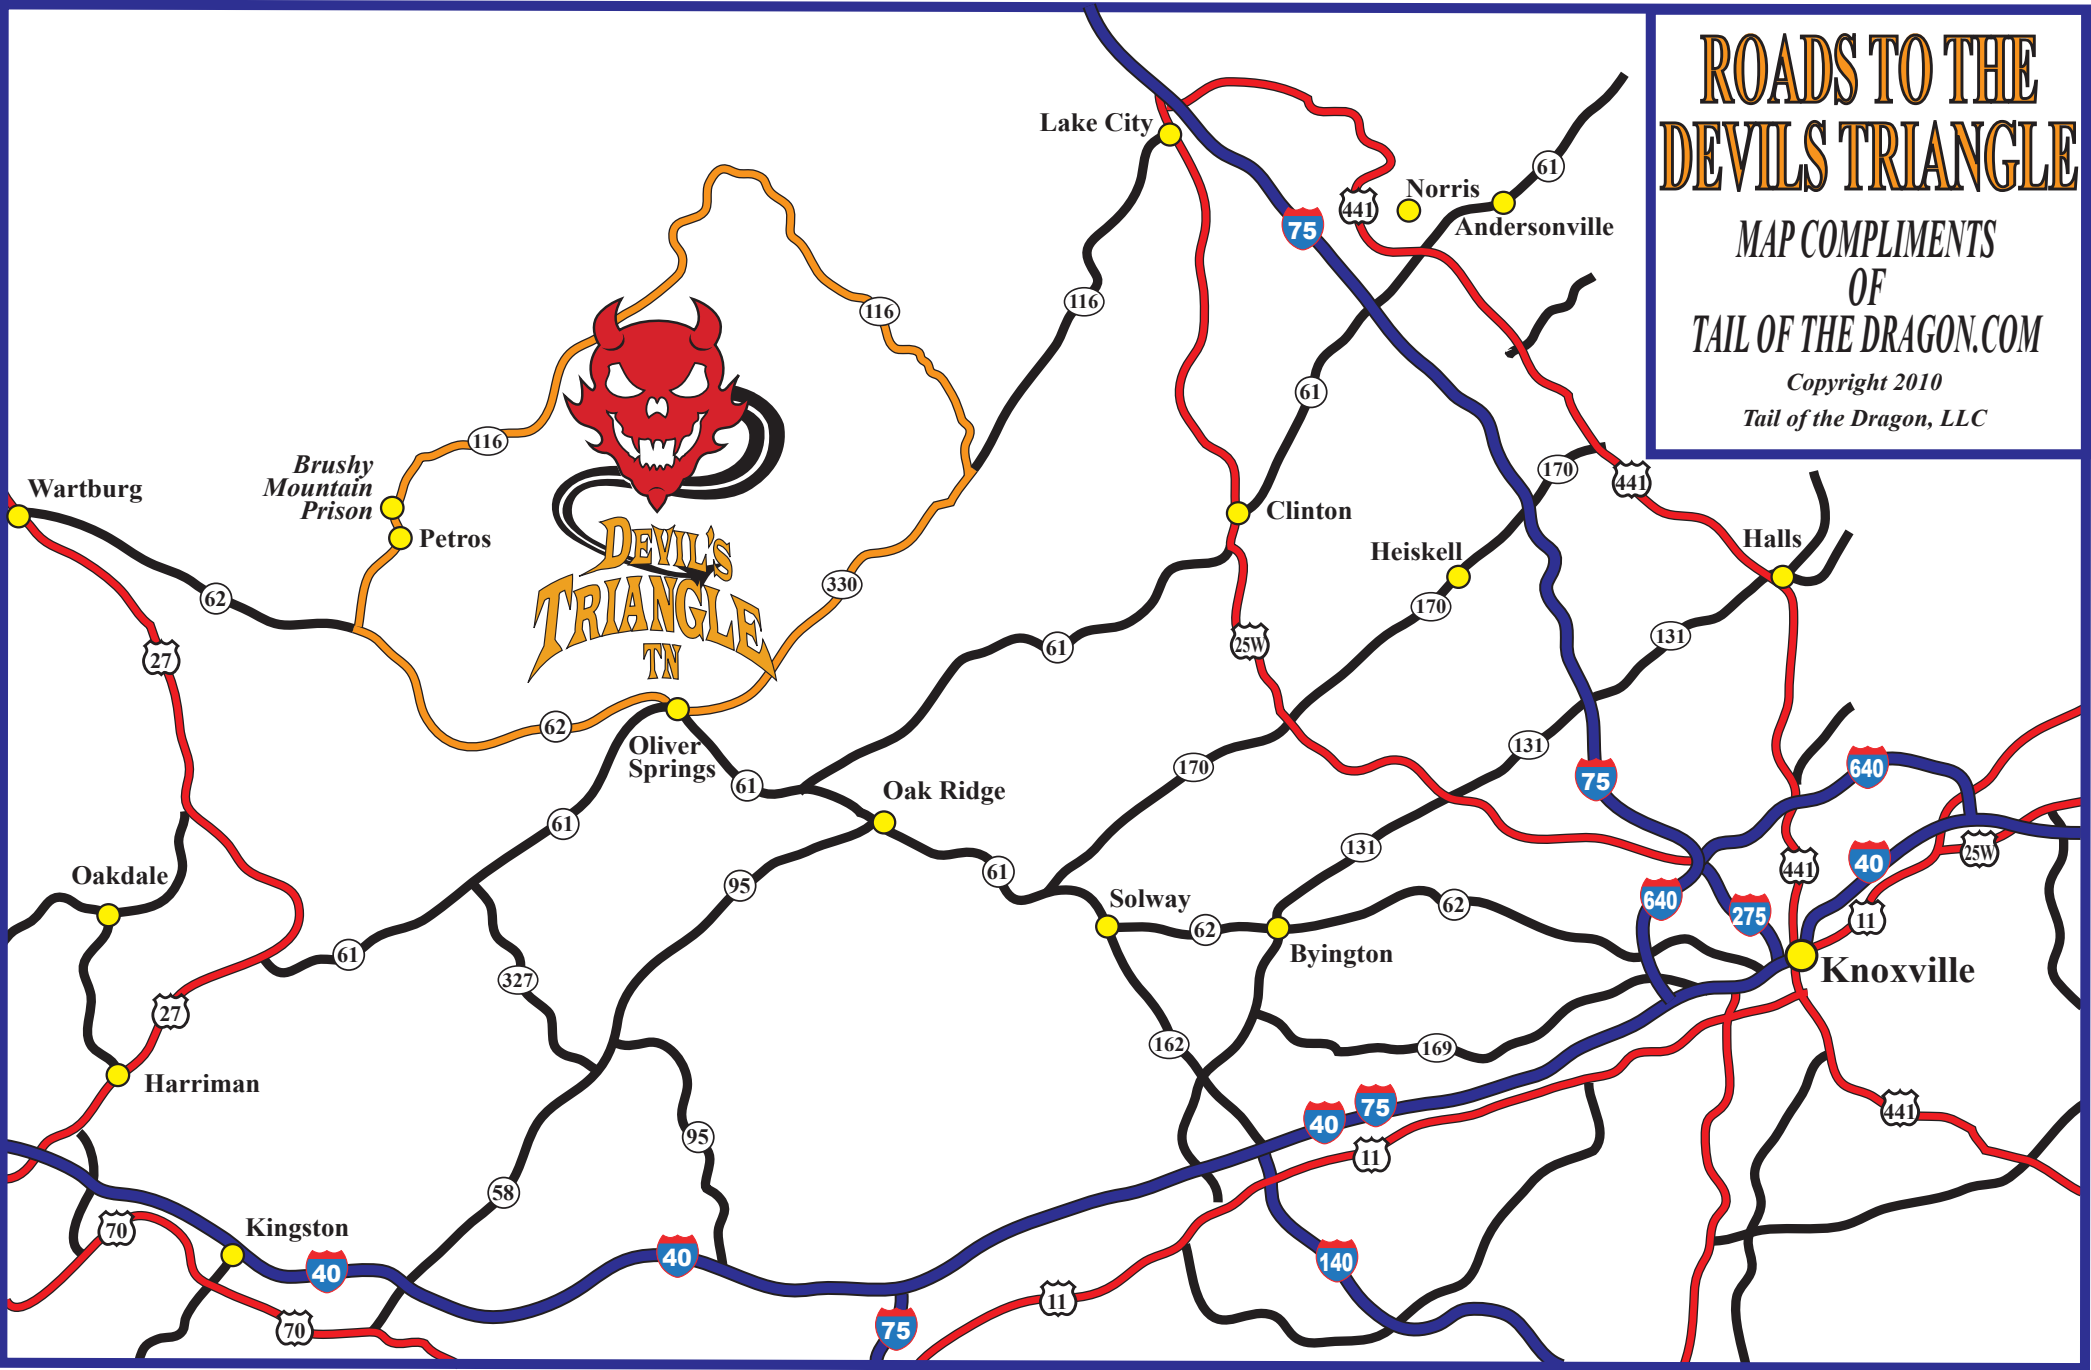 ROADS TO THE
DEVILS TRIANGLE
MAP COMPLIMENTS
OF
TAIL OF THE DRAGON.COM
Copyright 2010
Tail of the Dragon, LLC
Lake City
61
Norris
441
Andersonville
75
116
116
61
116
170
441
Brushy
Mountain
Prison
Wartburg
Clinton
Petros
Halls
Heiskell
DEVIL'S
TRIANGLE
TN
330
62
170
131
25W
61
27
62
Oliver
Springs
131
170
640
75
61
Oak Ridge
61
131
25W
40
441
61
Oakdale
95
640
62
275
11
Solway
62
Byington
61
Knoxville
327
27
162
169
Harriman
75
40
441
95
11
58
70
Kingston
40
140
40
11
75
70